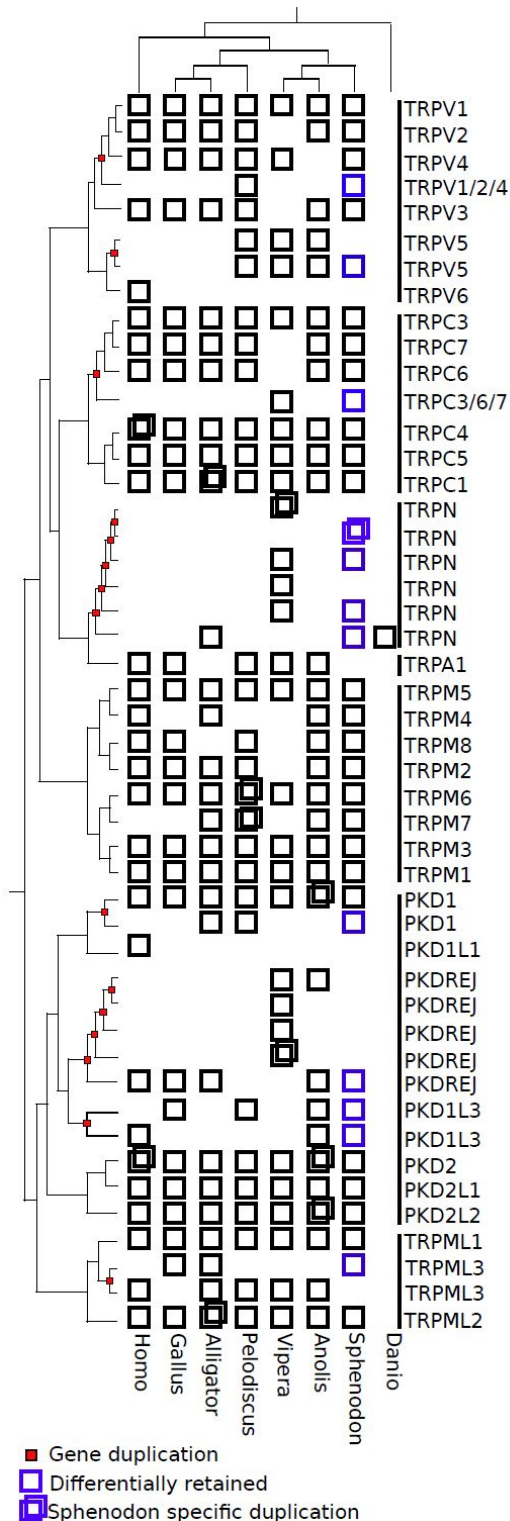 TRPV1
TRPV2
TRPV4
TRPV1/2/4
TRPV3
TRPV5
TRPV5
TRPV6
TRPC3
TRPC7
TRPC6
TRPC3/6/7
TRPC4
TRPC5
TRPC1
TRPN
TRPN
TRPN
TRPN
TRPN
TRPN
TRPA1
TRPM5
TRPM4
TRPM8
TRPM2
TRPM6
TRPM7
TRPM3
TRPM1
PKD1
PKD1
PKD1L1
PKDREJ
PKDREJ
PKDREJ
PKDREJ
PKDREJ
PKD1L3
PKD1L3
PKD2
PKD2L1
PKD2L2
TRPML1
TRPML3
TRPML3
TRPML2
Homo
Gallus
Alligator
Pelodiscus
Vipera
Anolis
Sphenodon
Danio
Gene duplication
Differentially retained
Sphenodon specific duplication